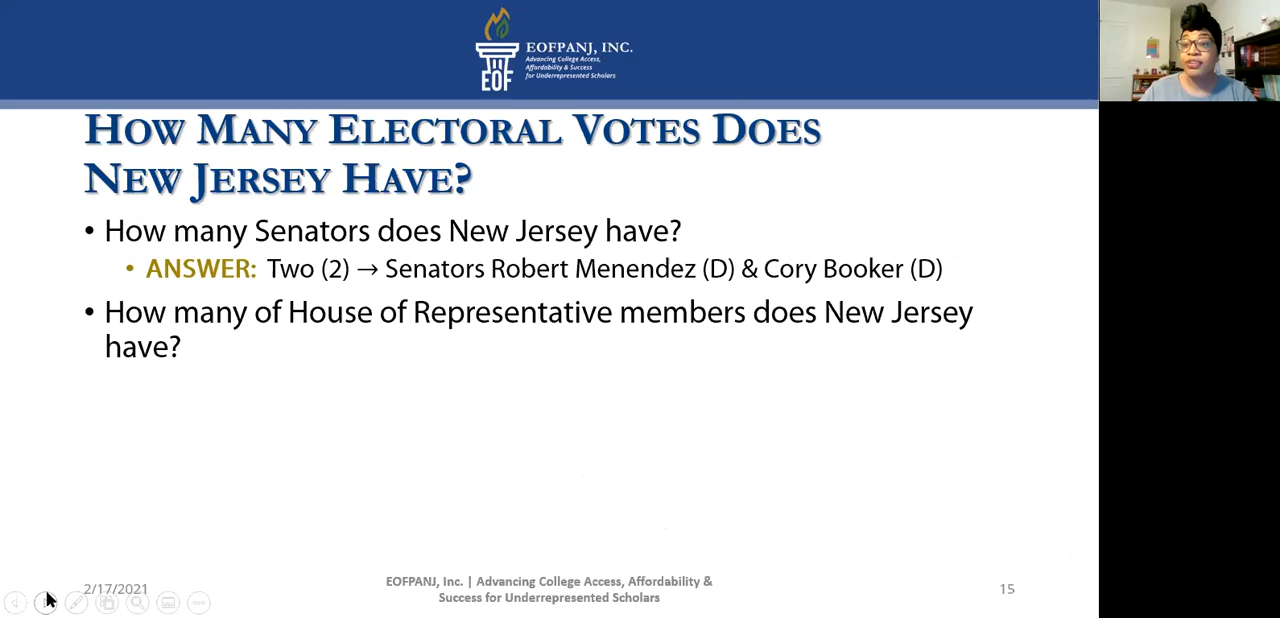 EOFPANJ, INC.
Advancing College Access,
Affordability & Success
for Underrepresented Scholars
EOF
HOW MANY ELECTORAL VOTES DOES
NEW JERSEY HAVE?
• How many Senators does New Jersey have?
• ANSWER: Two (2) → Senators Robert Menendez (D) & Cory Booker (D)
• How many of House of Representative members does New Jersey
have?
2/17/2021
EOFPANJ, Inc. | Advancing College Access, Affordability &
Success for Underrepresented Scholars
15